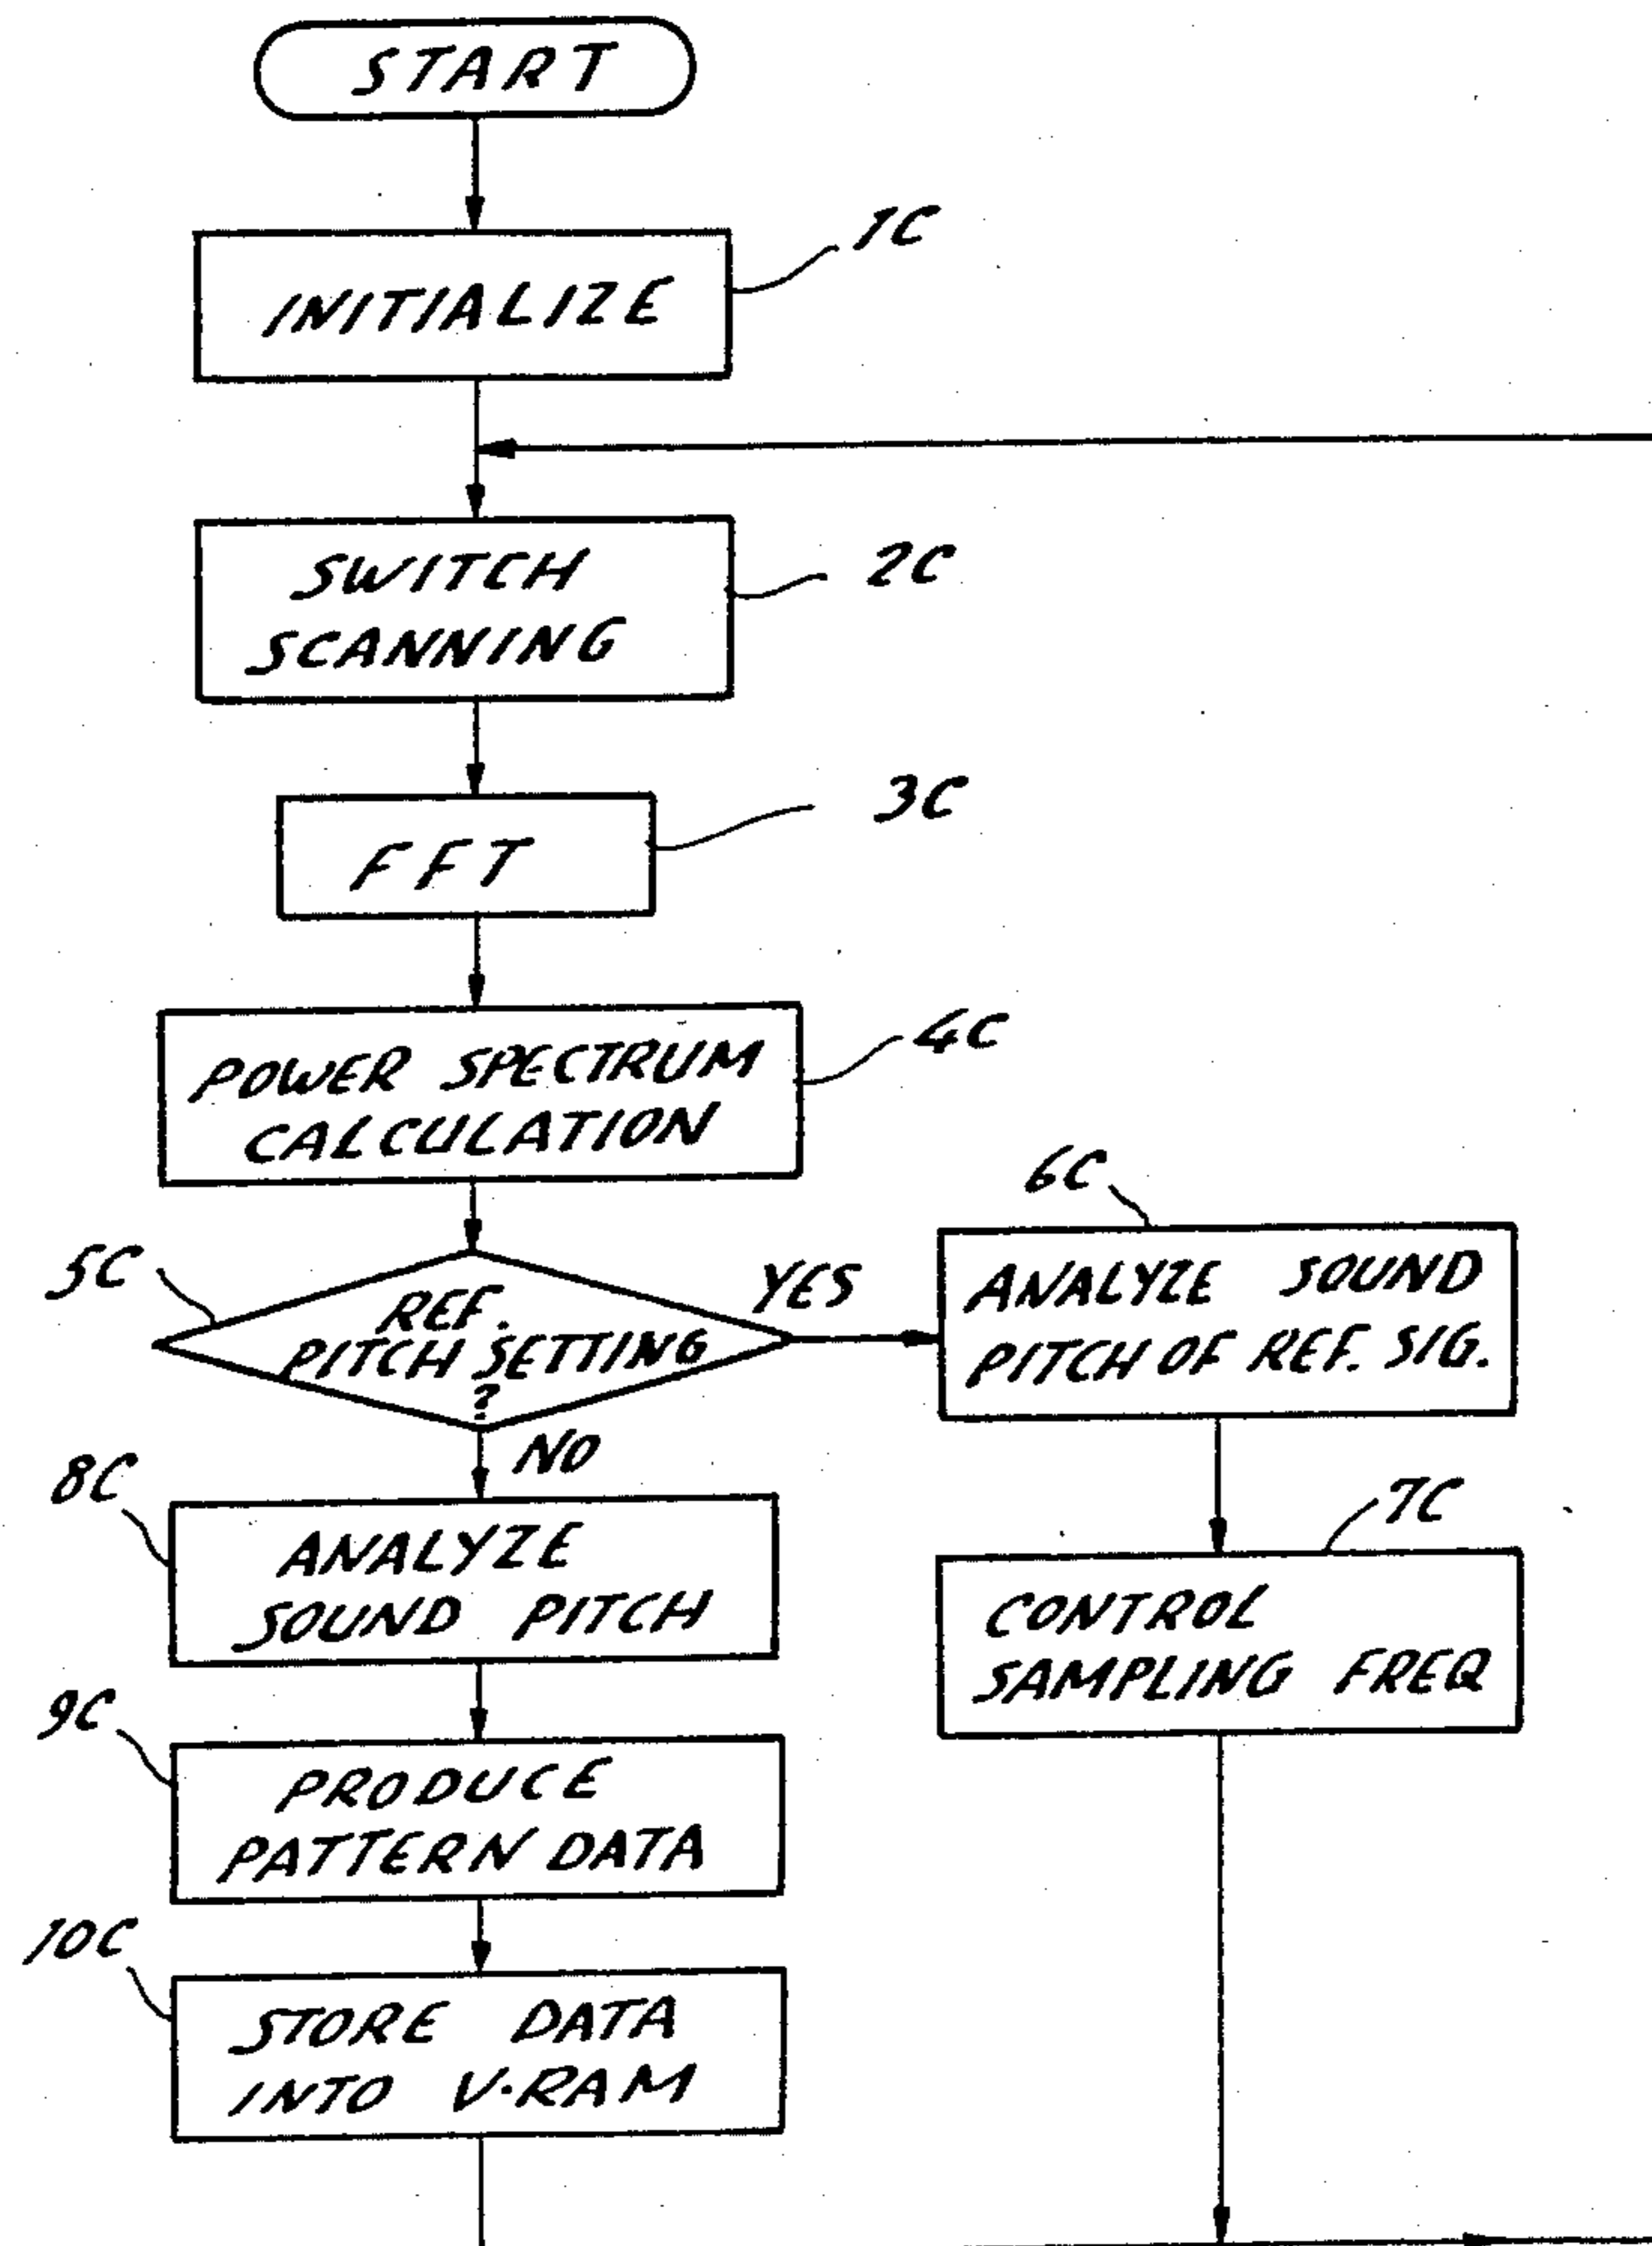 START
1C
INITIALIZE
2C
SWITCH
SCANNING
3C
FFT
4C
POWER SPECTRUM
CALCULATION
5C
REF.
PITCH SETTING
?
YES
NO
6C
ANALYZE SOUND
PITCH OF REF. SIG.
7C
CONTROL
SAMPLING FREQ
8C
ANALYZE
SOUND PITCH
9C
PRODUCE
PATTERN DATA
10C
STORE DATA
INTO V-RAM